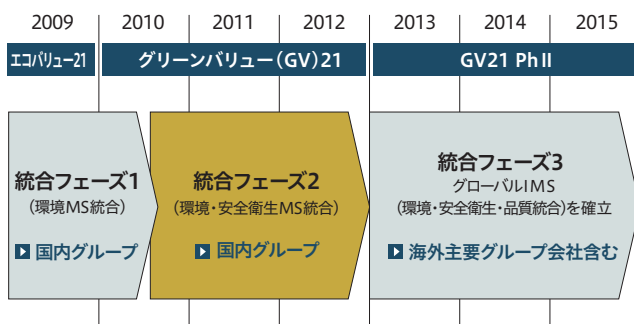 2009 2010 2011 2012 2013 2014 2015
エコバリュー21 グリーンバリュー(GV)21 GV21 PhII
統合フェーズ1
(環境MS統合)
国内グループ
統合フェーズ2
(環境・安全衛生MS統合)
国内グループ
統合フェーズ3
グローバルIMS
(環境・安全衛生・品質統合)を確立
海外主要グループ会社含む